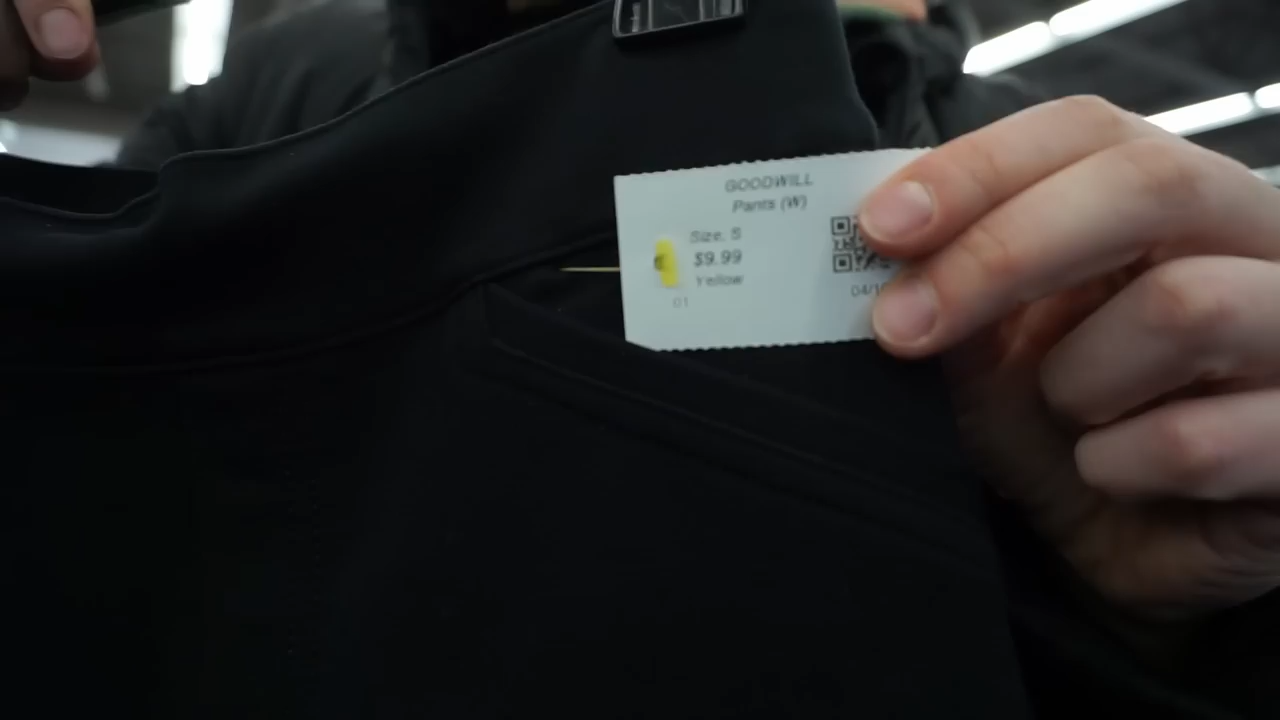 GOODWILL
Pants (W)
Size, S
$9.99
Yellow
01
04/1